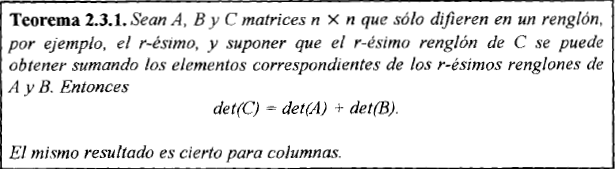 Teorema 2.3.1. Sean A, B y C matrices n × n que sólo difieren en un renglón,
por ejemplo, el r-ésimo, y suponer que el r-ésimo renglón de C se puede
obtener sumando los elementos correspondientes de los r-ésimos renglones de
A y B. Entonces
det(C) = det(A) + det(B).
El mismo resultado es cierto para columnas.